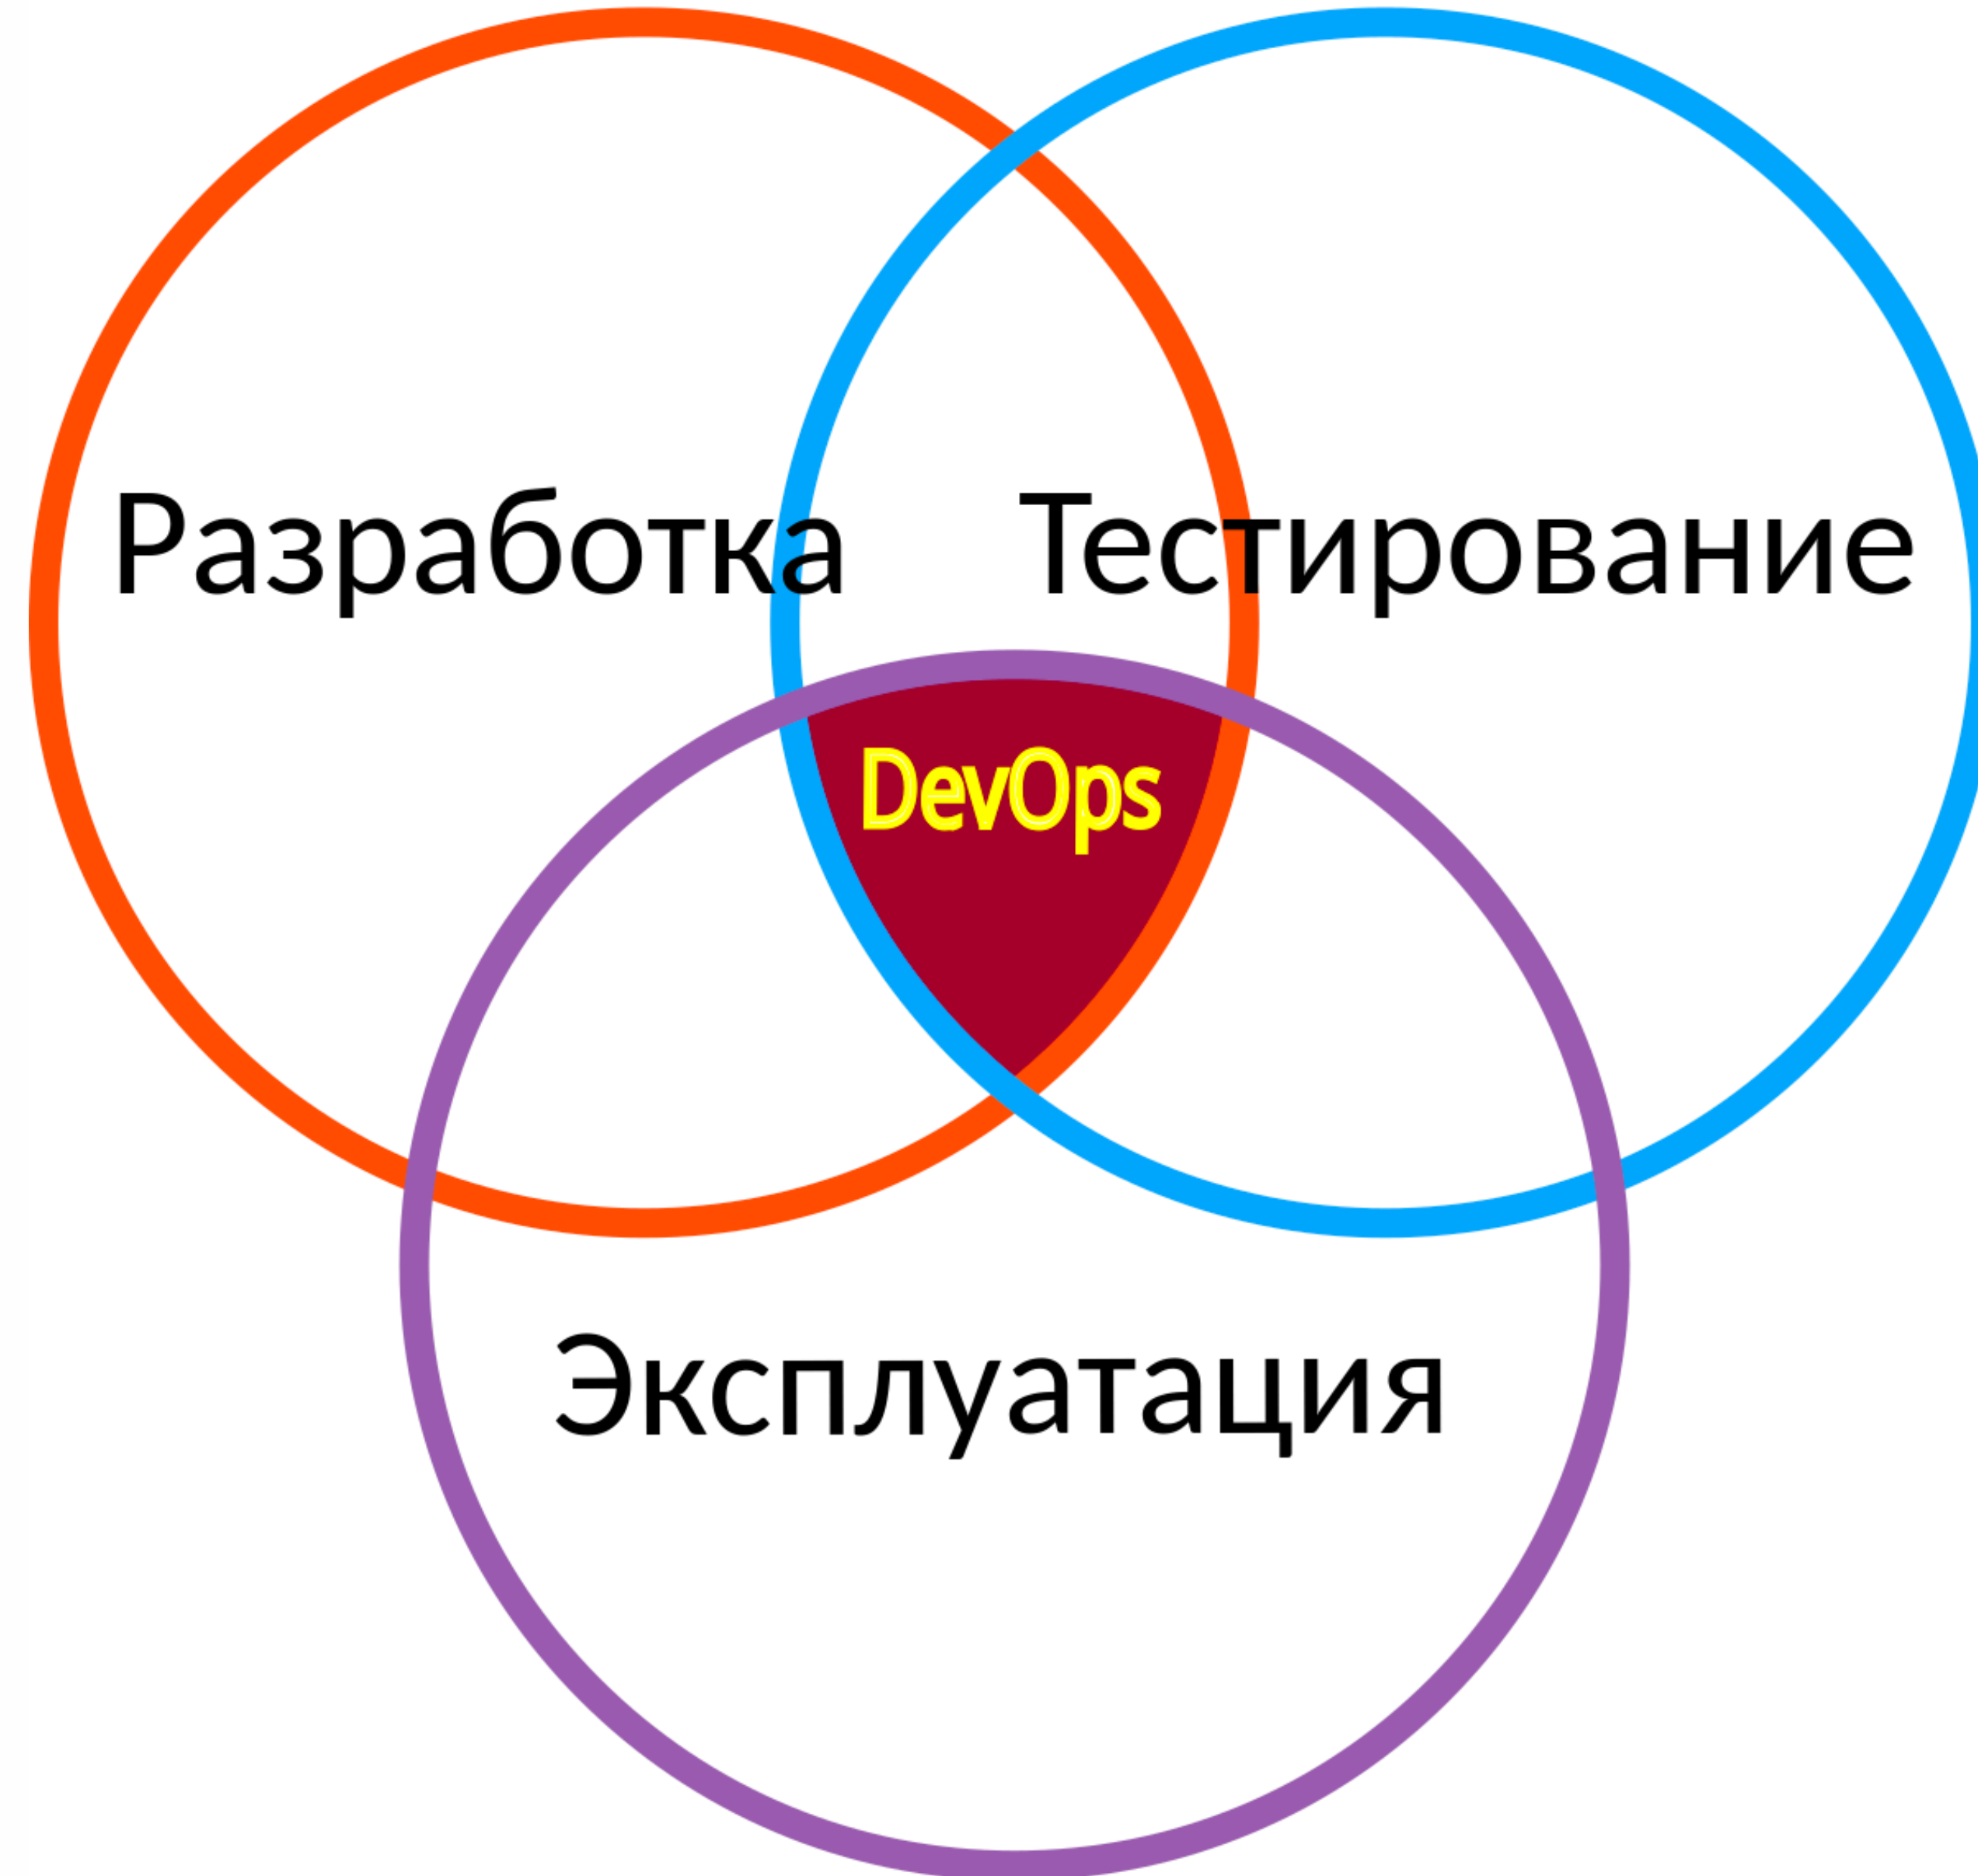 Разработка
Тестирование
DevOps
Эксплуатация